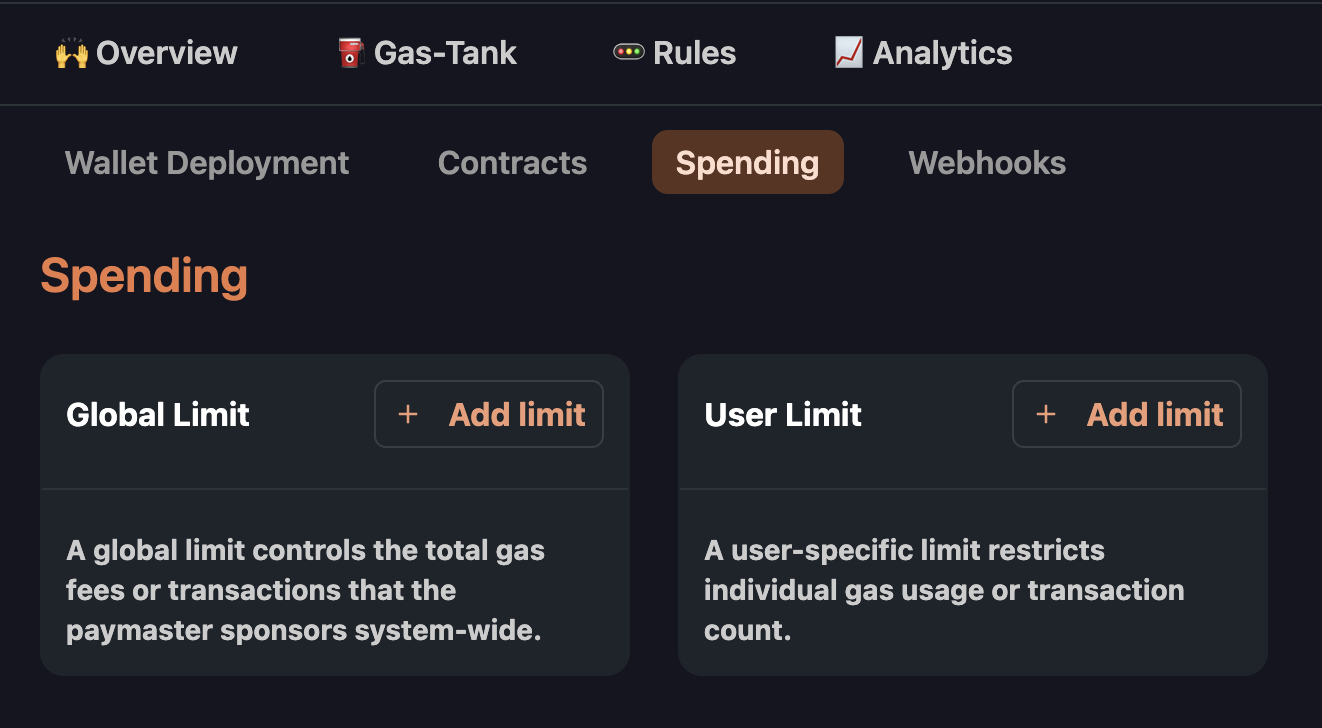 🙌 Overview ⛽ Gas-Tank 🚥 Rules 📈 Analytics
Wallet Deployment Contracts Spending Webhooks
Spending
Global Limit + Add limit
A global limit controls the total gas
fees or transactions that the
paymaster sponsors system-wide.
User Limit + Add limit
A user-specific limit restricts
individual gas usage or transaction
count.